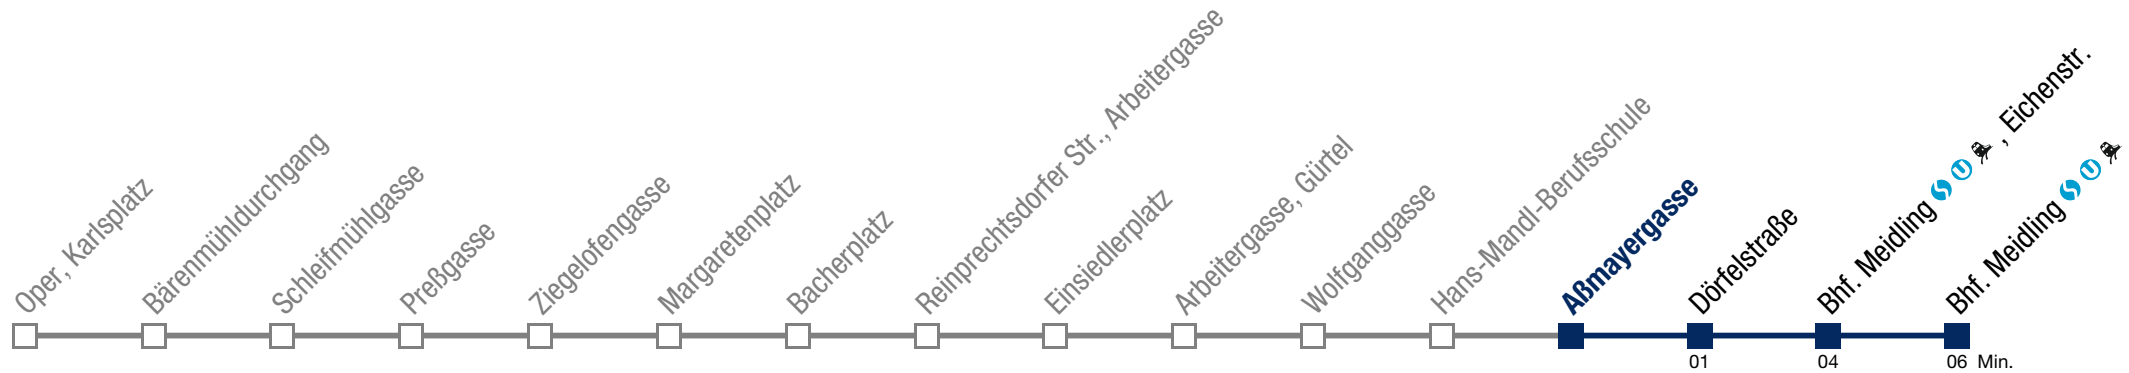 Oper, Karlsplatz
Bärenmühldurchgang
Schleifmühlgasse
Preßgasse
Ziegelofengasse
Margaretenplatz
Bacherplatz
Reinprechtsdorfer Str., Arbeitergasse
Einsiedlerplatz
Arbeitergasse, Gürtel
Wolfganggasse
Hans-Mandl-Berufsschule
Aßmayergasse
Dörfelstraße
Bhf. Meidling S U , Eichenstr.
Bhf. Meidling S U
01 04 06 Min.